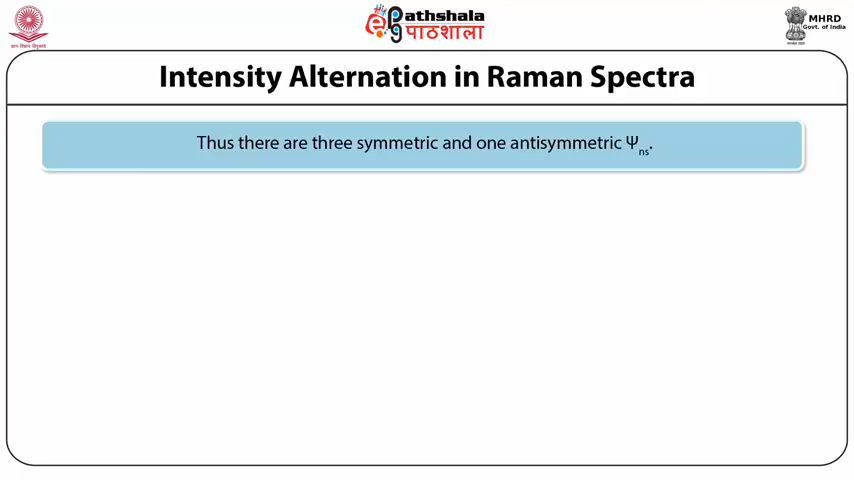 ePathshala
पाठशाला
MHRD
Govt. of India
Intensity Alternation in Raman Spectra
Thus there are three symmetric and one antisymmetric Ψns.